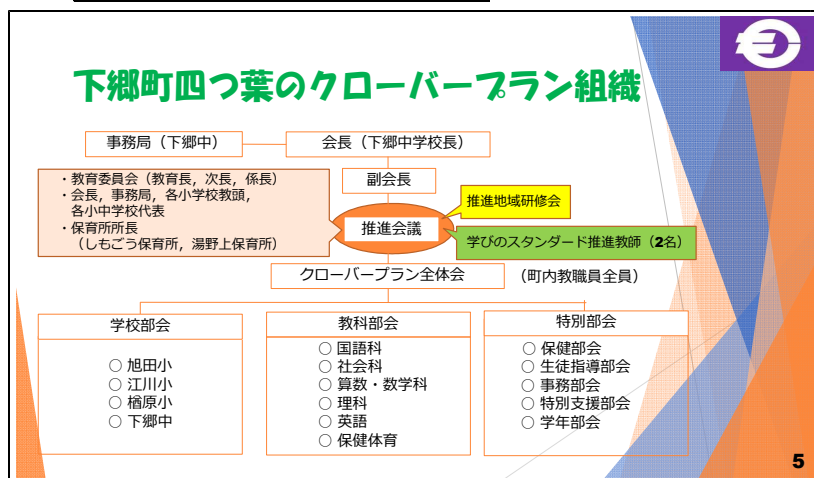 下郷町四つ葉のクローバープラン組織
事務局（下郷中）
会長（下郷中学校長）
副会長
・教育委員会（教育長，次長，係長）
・会長，事務局，各小学校教頭，
各小中学校代表
・保育所所長
（しもごう保育所，湯野上保育所）
推進会議
推進地域研修会
学びのスタンダード推進教師（2名）
クローバープラン全体会
（町内教職員全員）
学校部会
○ 旭田小
○ 江川小
○ 楢原小
○ 下郷中
教科部会
○ 国語科
○ 社会科
○ 算数・数学科
○ 理科
○ 英語
○ 保健体育
特別部会
○ 保健部会
○ 生徒指導部会
○ 事務部会
○ 特別支援部会
○ 学年部会
5